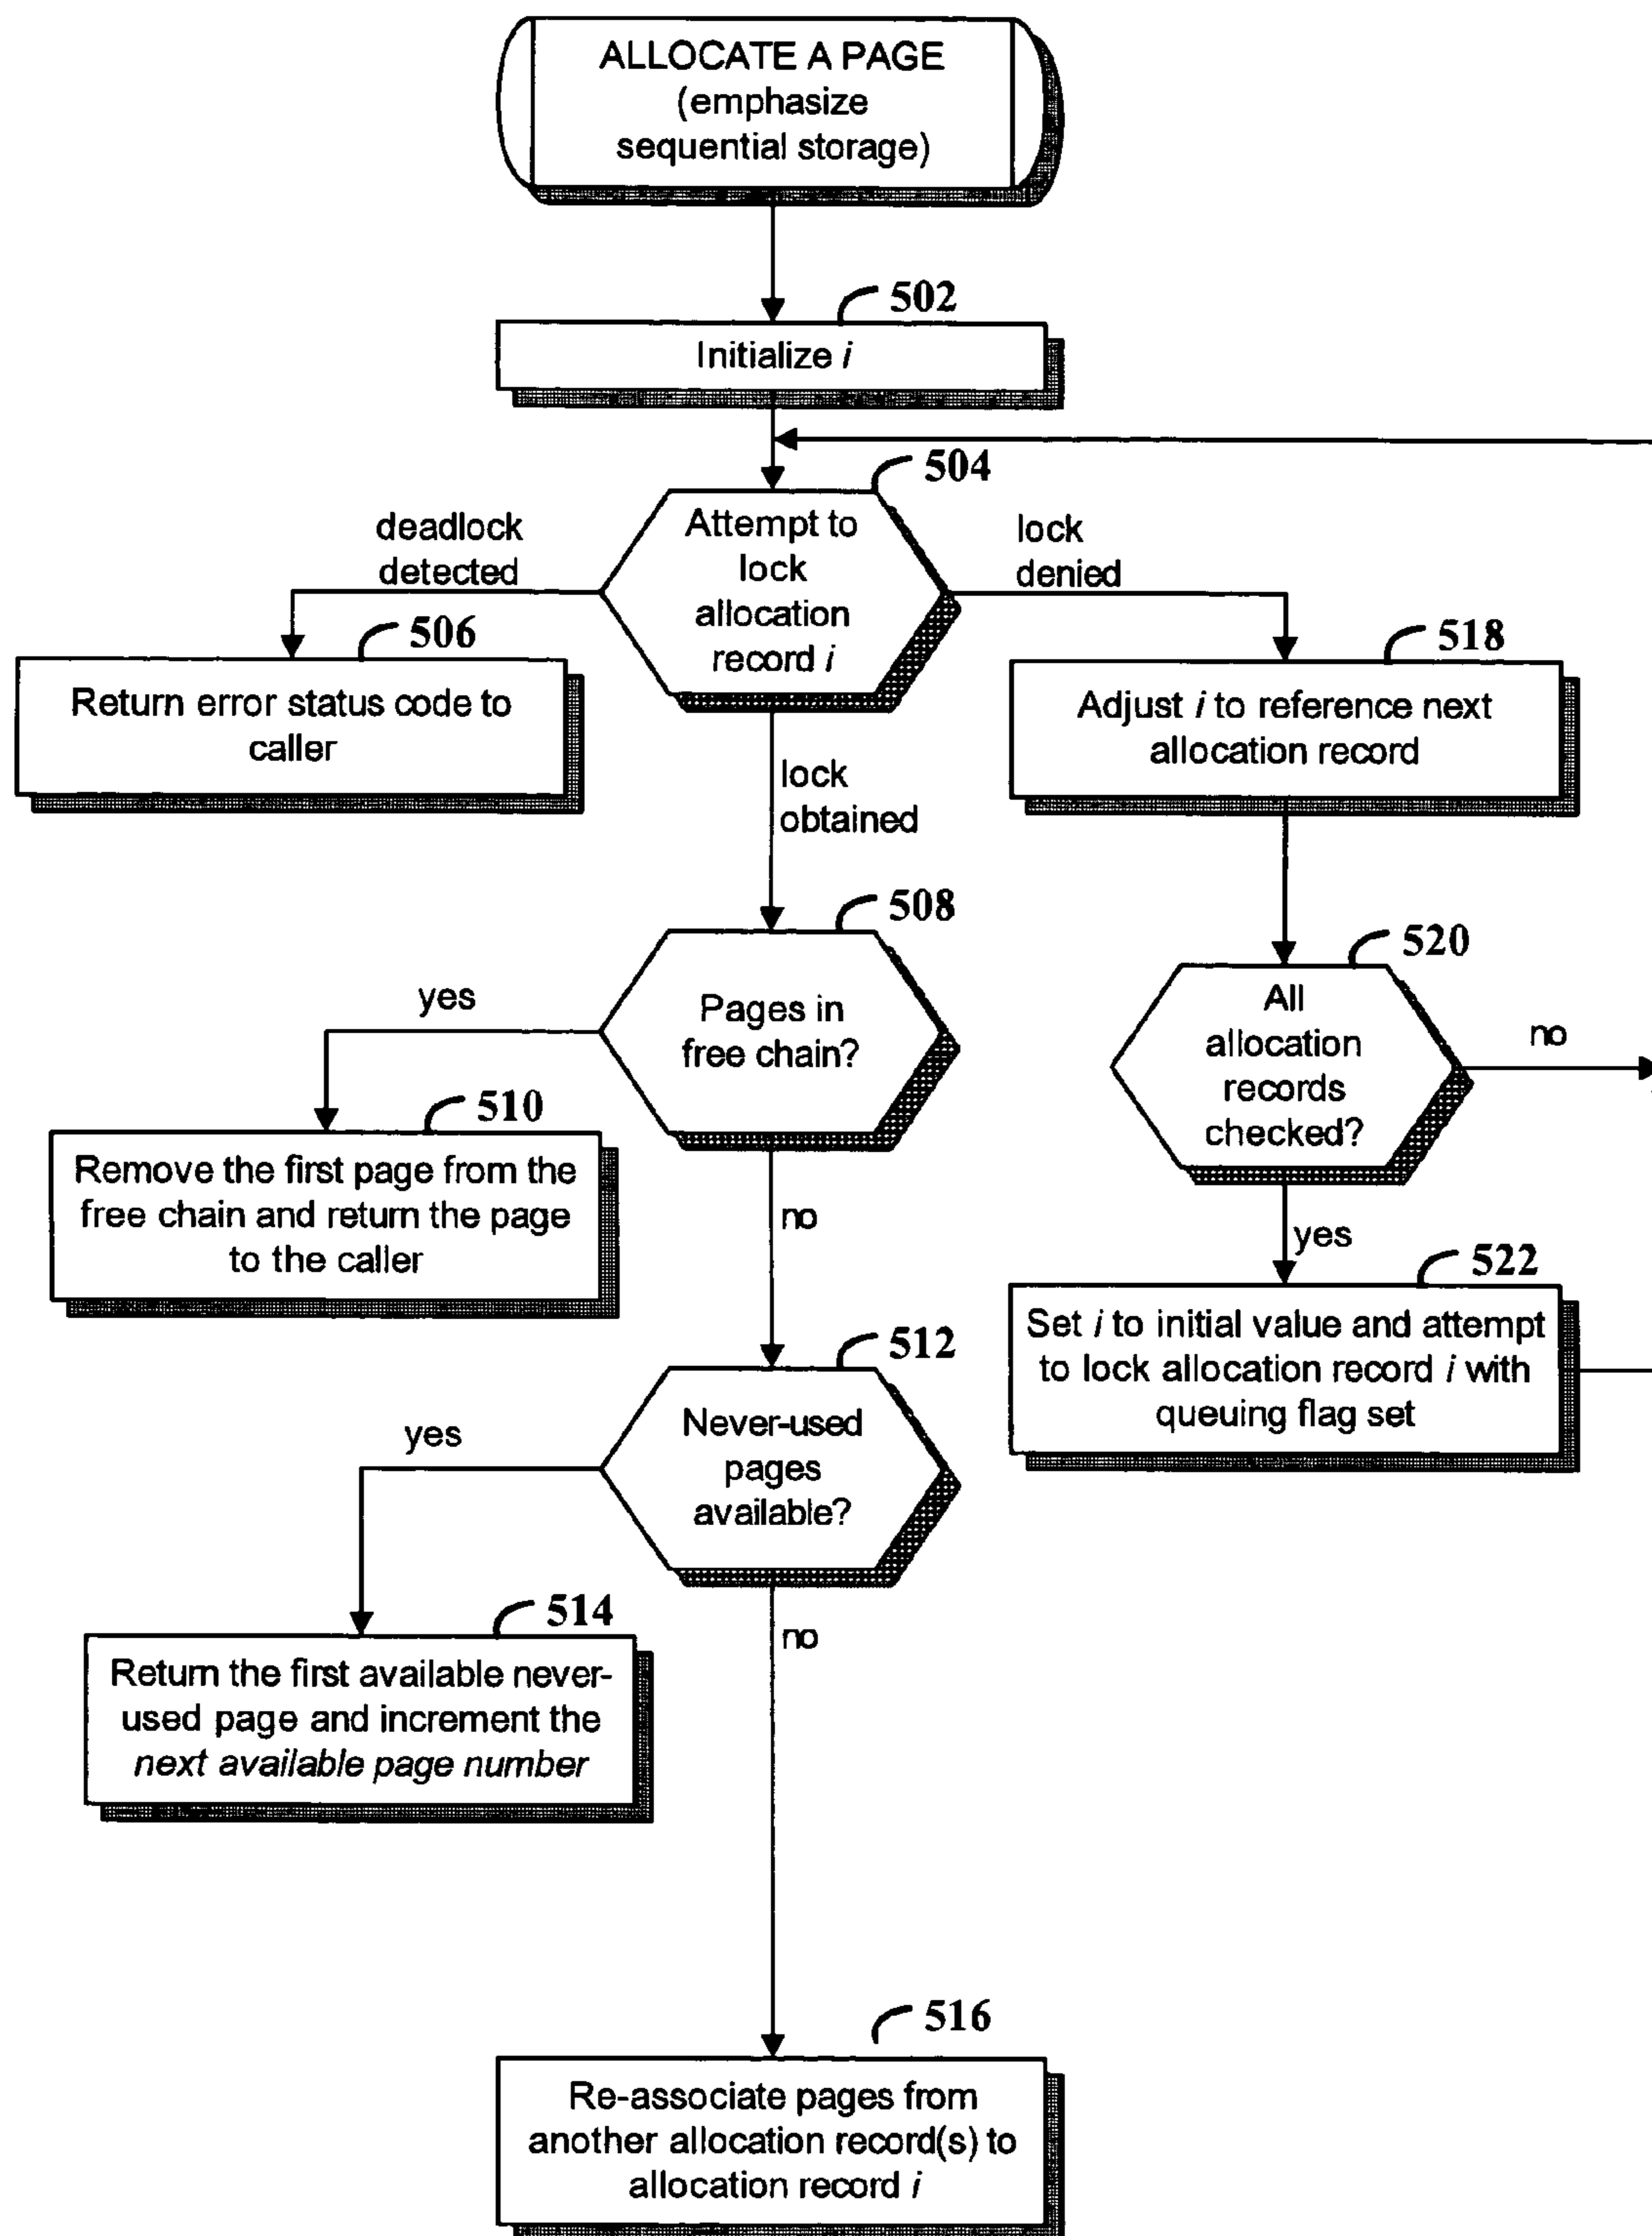 ALLOCATE A PAGE
(emphasize
sequential storage)
502
Initialize i
504
Attempt to
lock
allocation
record i
deadlock
detected
lock
denied
506
Return error status code to
caller
518
Adjust i to reference next
allocation record
lock
obtained
508
Pages in
free chain?
yes
520
All
allocation
records
checked?
no
510
Remove the first page from the
free chain and return the page
to the caller
no
yes
522
Set i to initial value and attempt
to lock allocation record i with
queuing flag set
512
Never-used
pages
available?
yes
514
Return the first available never-
used page and increment the
next available page number
no
516
Re-associate pages from
another allocation record(s) to
allocation record i